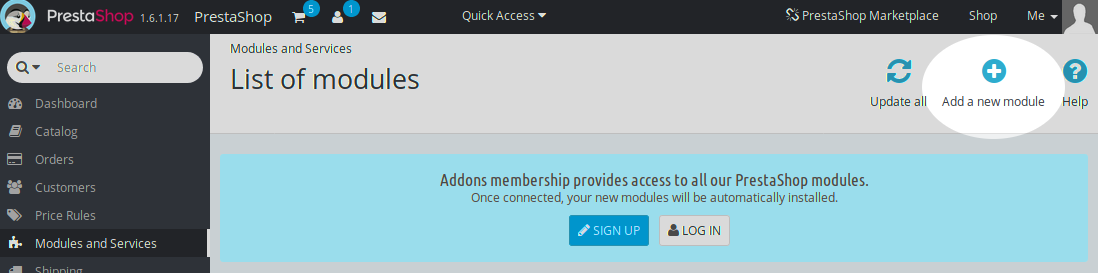 PrestaShop 1.6.1.17 PrestaShop 5 1 Quick Access PrestaShop Marketplace Shop Me
Search
Dashboard
Catalog
Orders
Customers
Price Rules
Modules and Services
Shipping
Modules and Services
List of modules
Update all Add a new module Help
Addons membership provides access to all our PrestaShop modules.
Once connected, your new modules will be automatically installed.
SIGN UP LOG IN